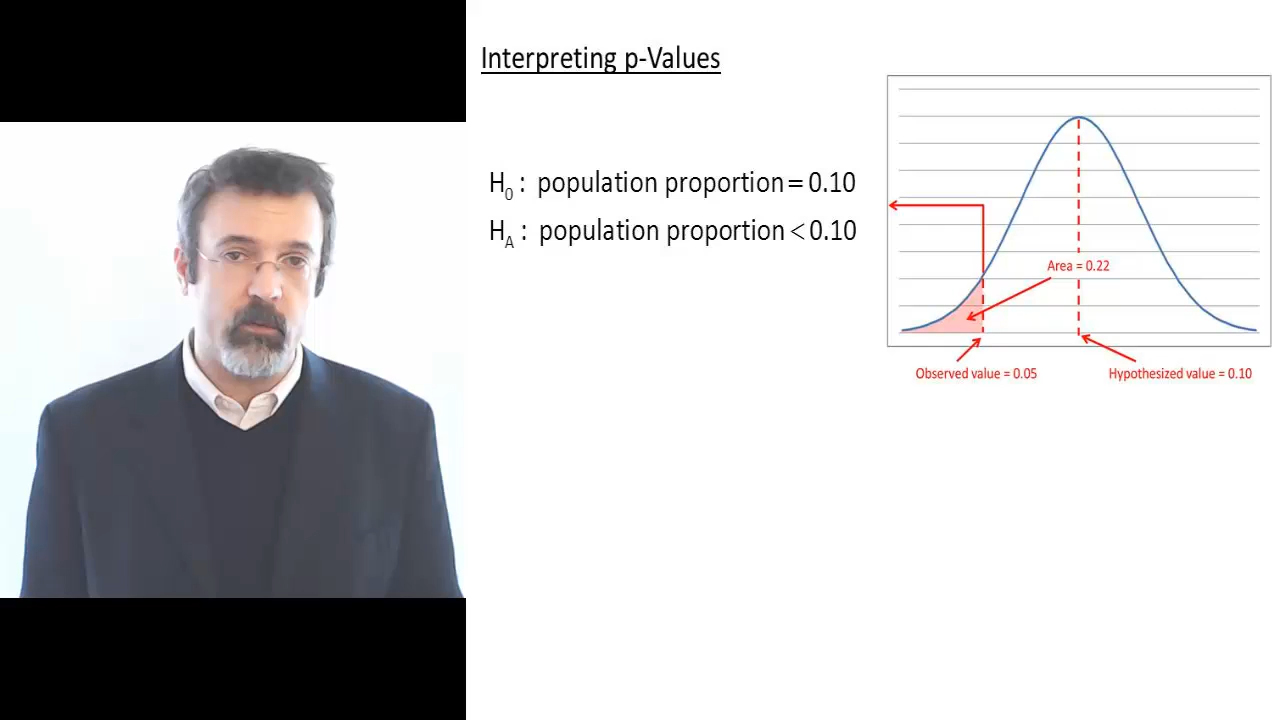 Interpreting p-Values
H₀ : population proportion = 0.10
Hₐ : population proportion < 0.10
Area = 0.22
Observed value = 0.05
Hypothesized value = 0.10